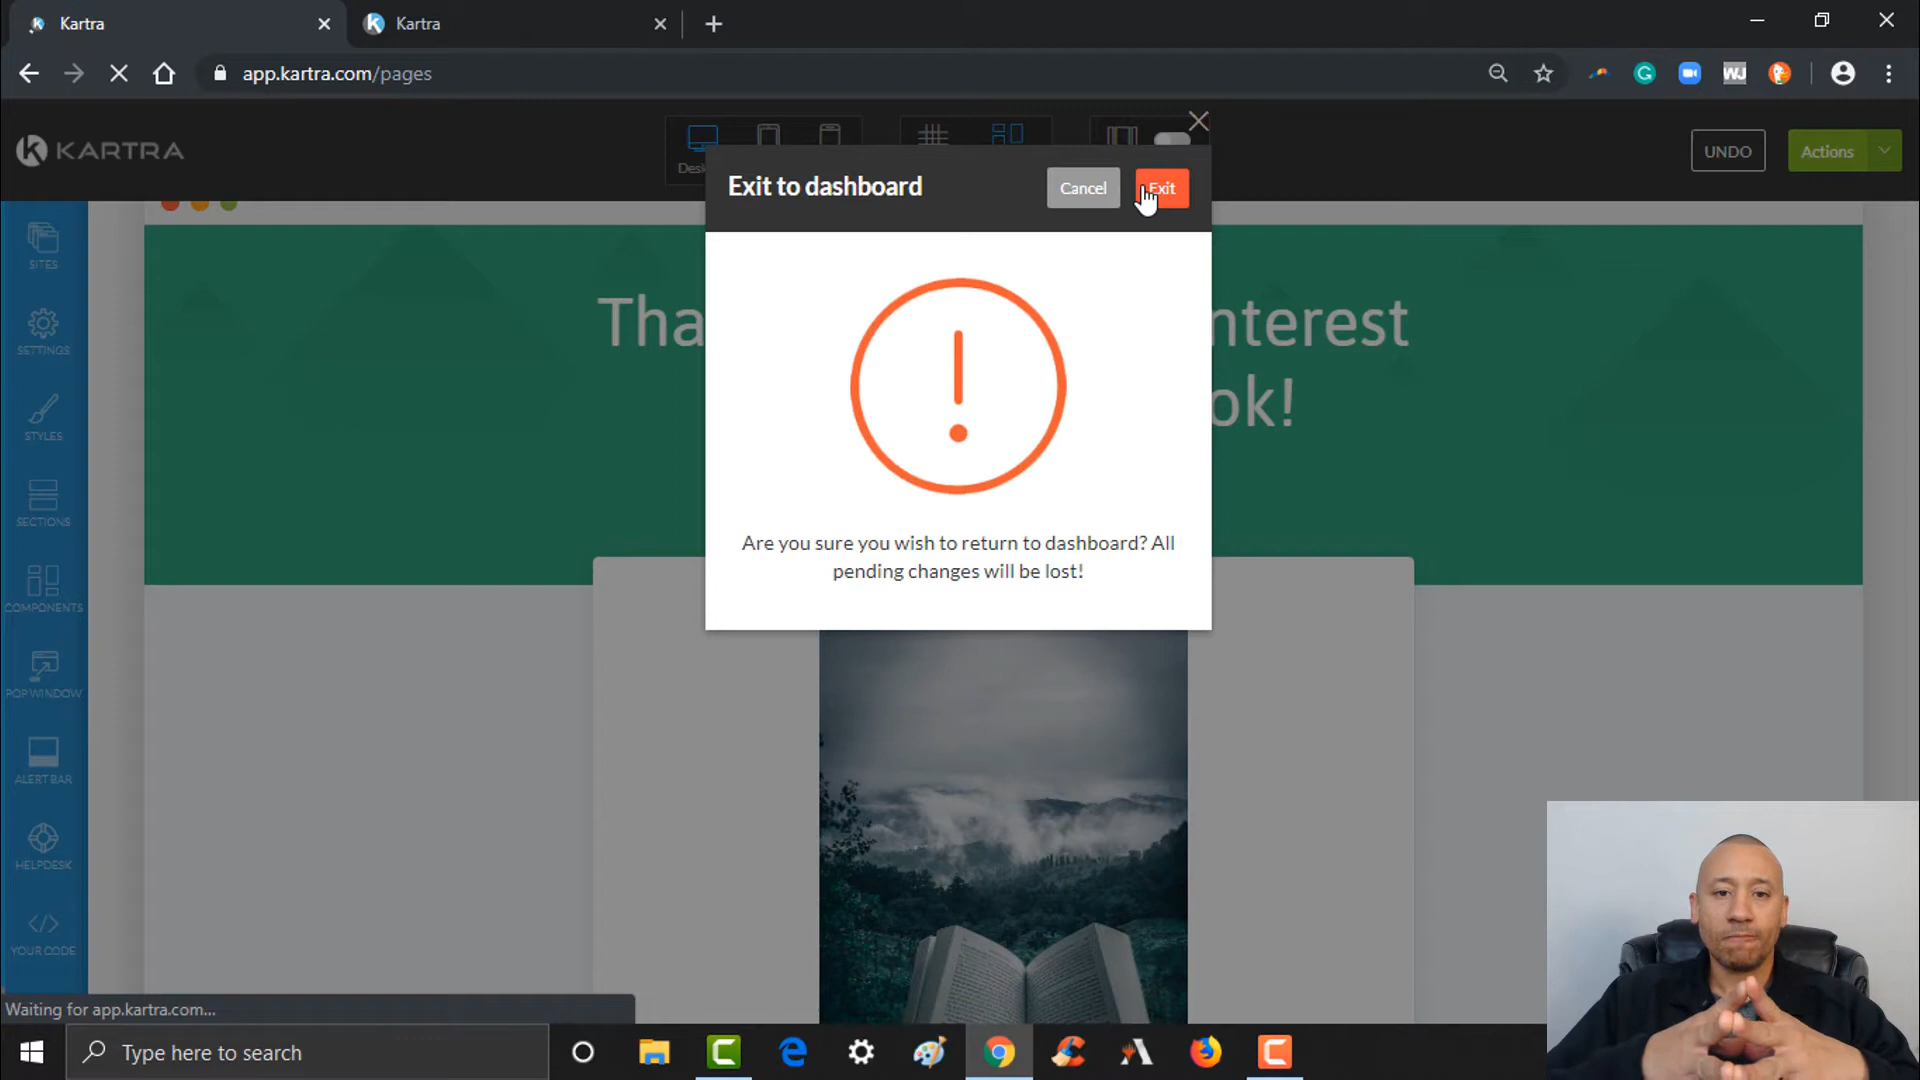 Kartra
Kartra
app.kartra.com/pages
WJ
KARTRA
UNDO
Actions
Exit to dashboard
Cancel
Exit
SITES
SETTINGS
STYLES
SECTIONS
COMPONENTS
POP WINDOW
ALERT BAR
HELPDESK
YOUR CODE
Tha
nterest
ok!
Are you sure you wish to return to dashboard? All
pending changes will be lost!
Waiting for app.kartra.com...
Type here to search